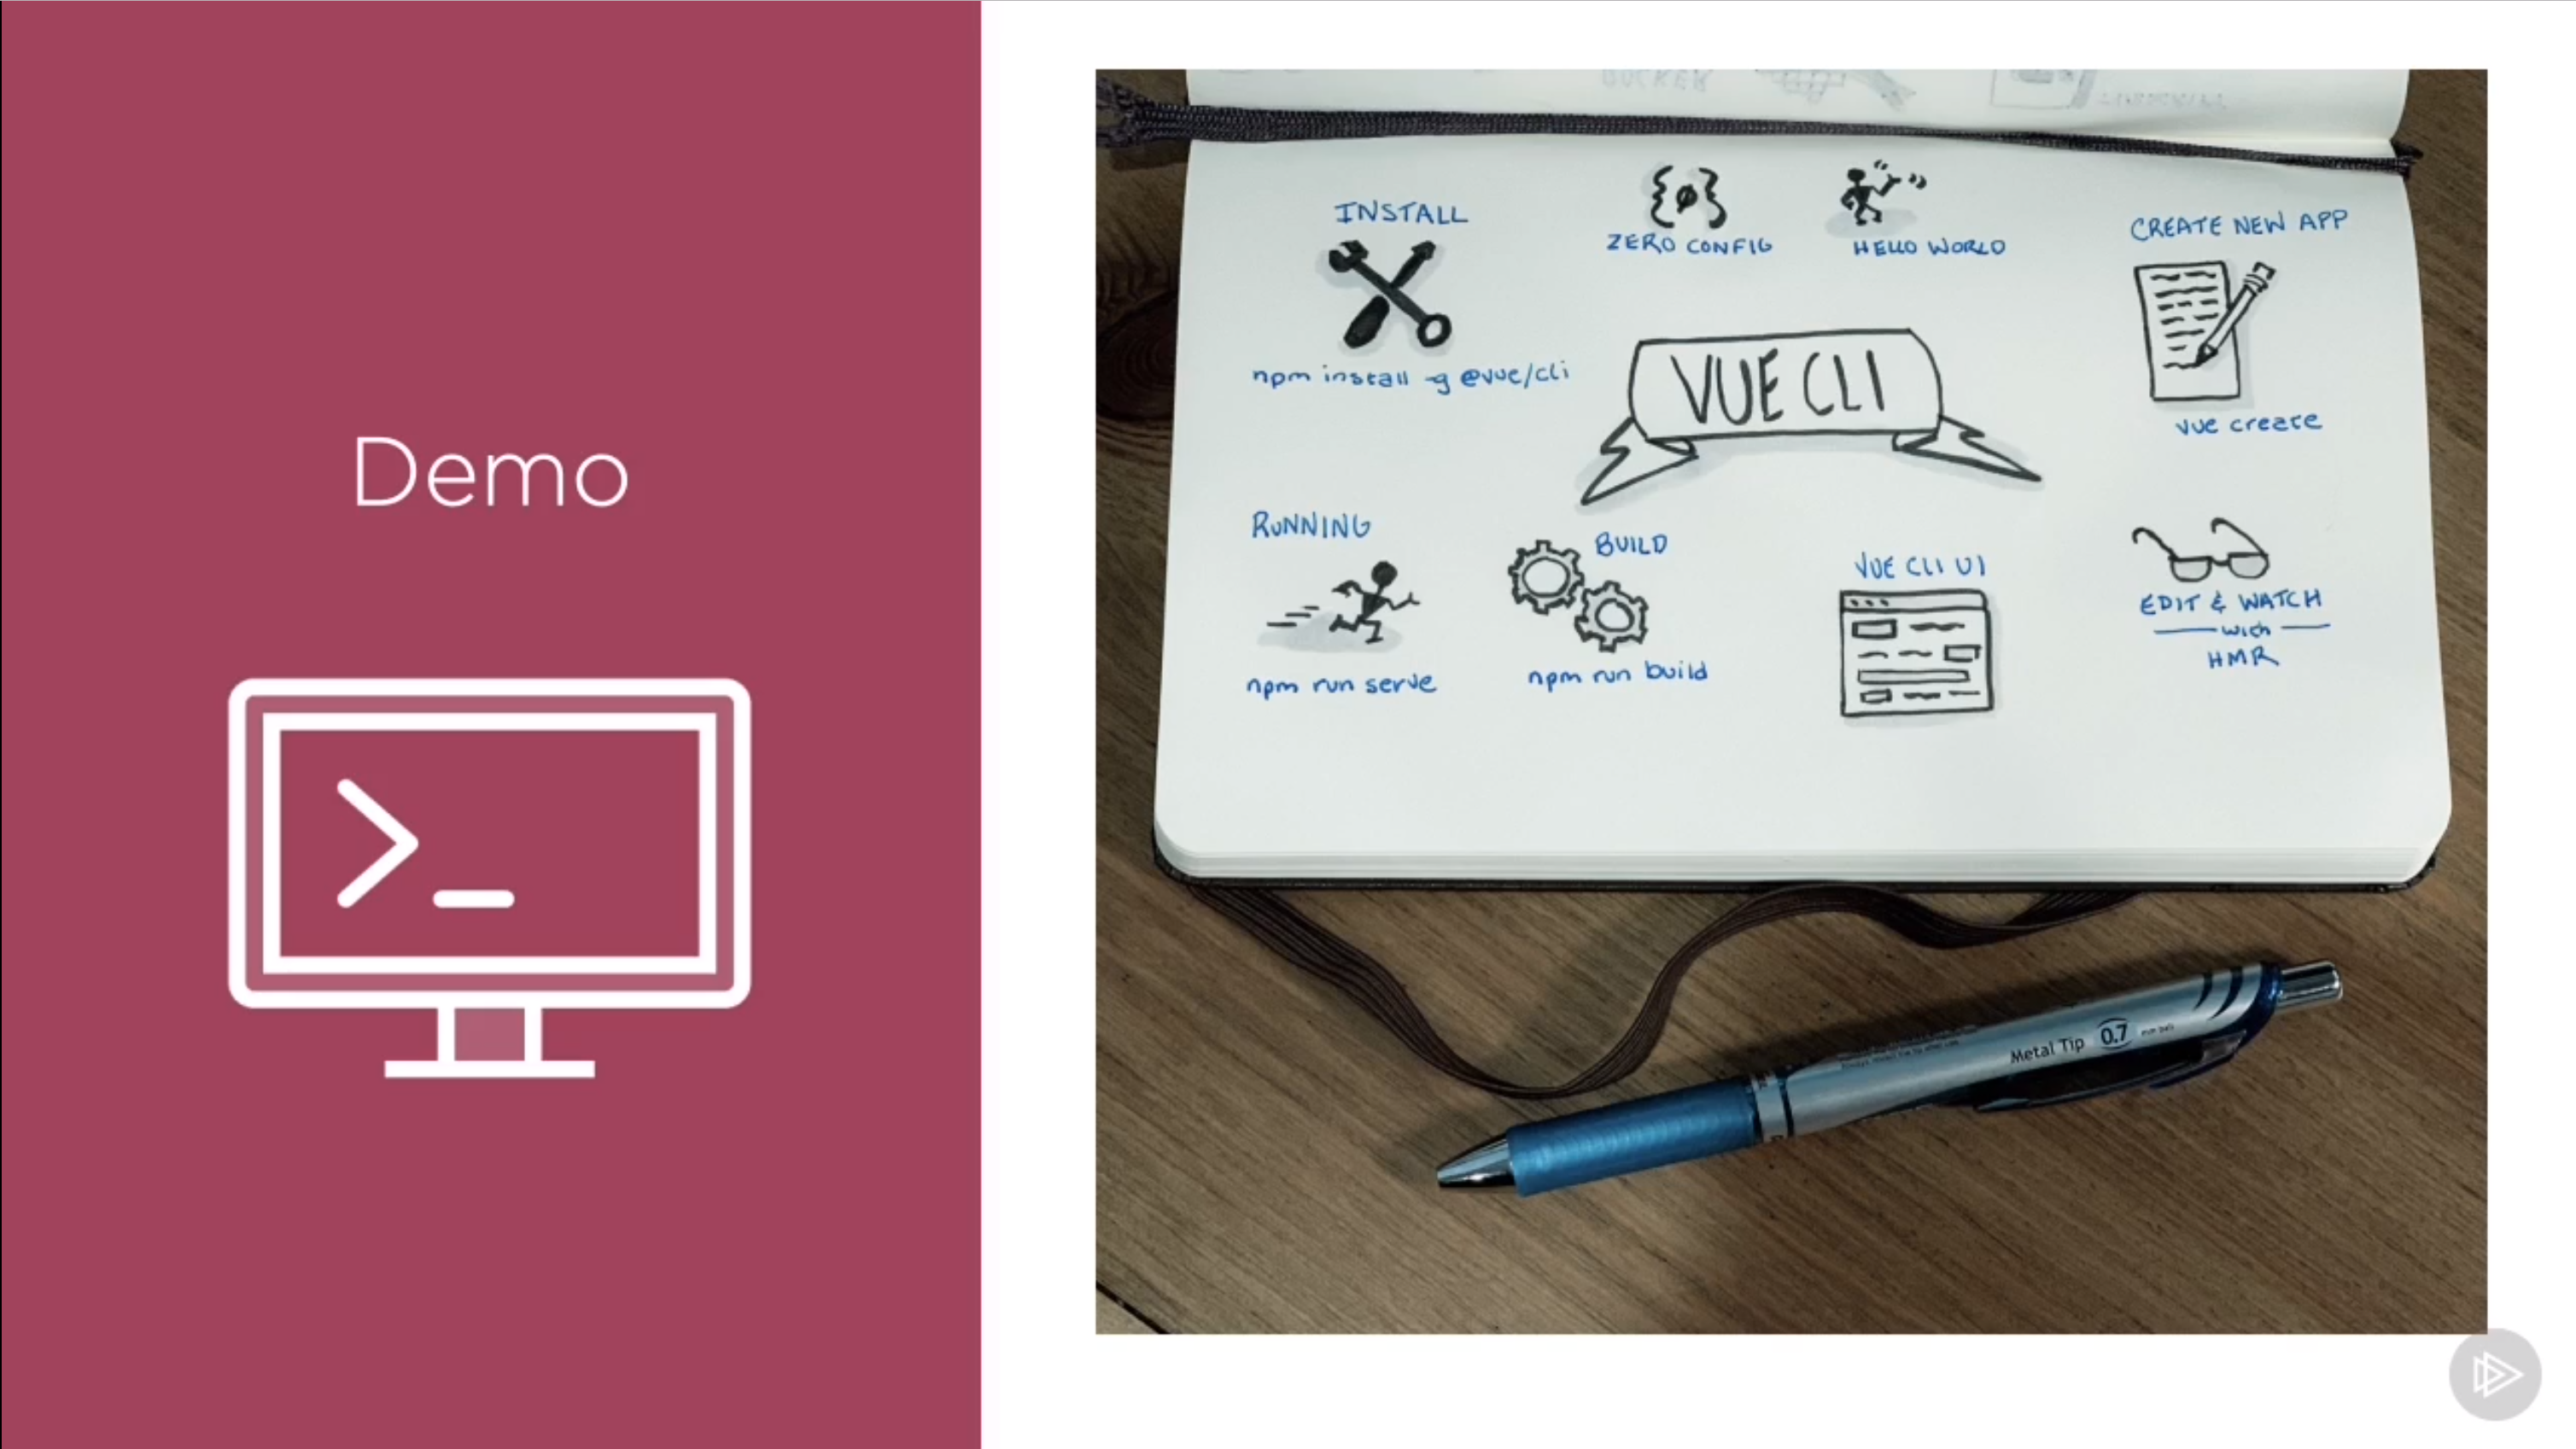 Demo
INSTALL
npm install -g @vue/cli
ZERO CONFIG
HELLO WORLD
CREATE NEW APP
vue create
VUE CLI
RUNNING
npm run serve
BUILD
npm run build
VUE CLI UI
EDIT & WATCH
with
HMR
Metal Tip 0.7